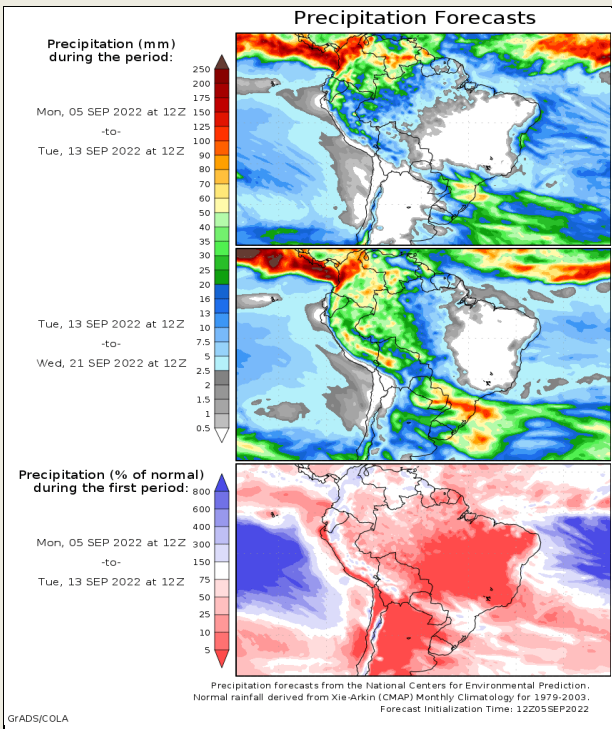 Precipitation Forecasts
Precipitation (mm)
during the period:
Mon, 05 SEP 2022 at 12Z
-to-
Tue, 13 SEP 2022 at 12Z
250
200
175
150
125
100
90
80
70
60
50
40
35
30
25
20
16
13
10
7.5
5
2.5
2
1.5
1
0.5
Tue, 13 SEP 2022 at 12Z
-to-
Wed, 21 SEP 2022 at 12Z
Precipitation (% of normal)
during the first period:
Mon, 05 SEP 2022 at 12Z
-to-
Tue, 13 SEP 2022 at 12Z
800
600
400
300
150
75
50
25
10
5
Precipitation forecasts from the National Centers for Environmental Prediction.
Normal rainfall derived from Xie-Arkin (CMAP) Monthly Climatology for 1979-2003.
Forecast Initialization Time: 12Z05SEP2022
GrADS/COLA